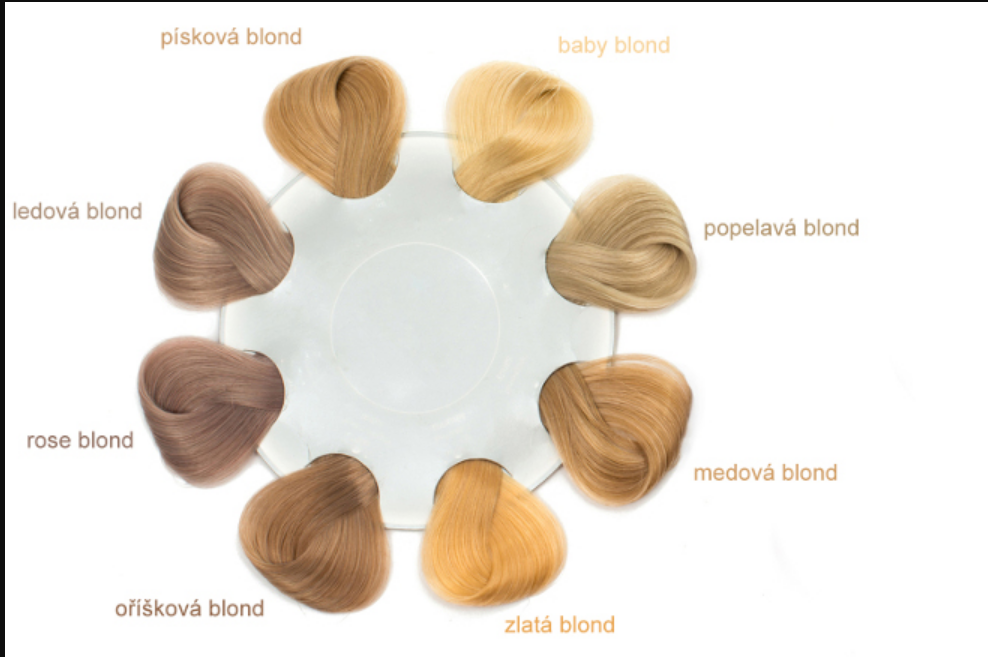 písková blond
baby blond
ledová blond
popelavá blond
rose blond
medová blond
oříšková blond
zlatá blond